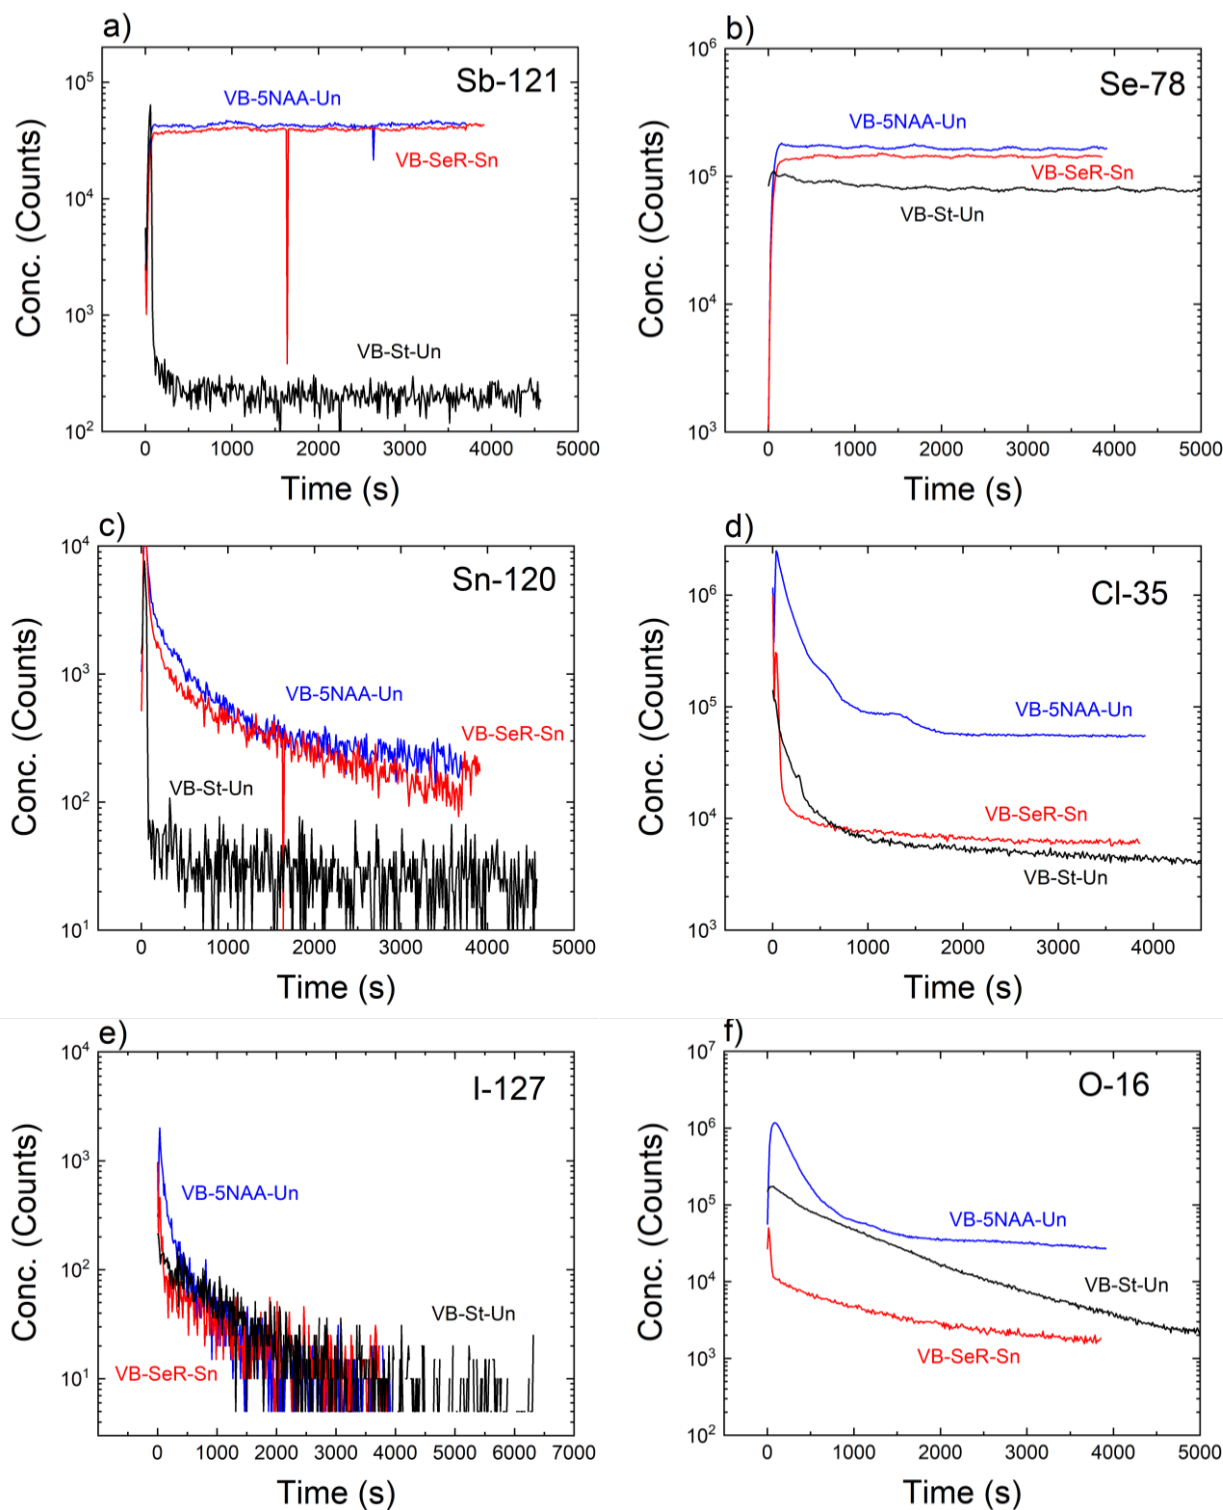 a)
Sb-121
VB-5NAA-Un
VB-SeR-Sn
VB-St-Un
10^5
10^4
10^3
10^2
0 1000 2000 3000 4000 5000
Conc. (Counts)
Time (s)
b)
Se-78
VB-5NAA-Un
VB-SeR-Sn
VB-St-Un
10^6
10^5
10^4
10^3
0 1000 2000 3000 4000 5000
Conc. (Counts)
Time (s)
c)
Sn-120
VB-5NAA-Un
VB-SeR-Sn
VB-St-Un
10^4
10^3
10^2
10^1
0 1000 2000 3000 4000 5000
Conc. (Counts)
Time (s)
d)
Cl-35
VB-5NAA-Un
VB-SeR-Sn
VB-St-Un
10^6
10^5
10^4
10^3
0 1000 2000 3000 4000
Conc. (Counts)
Time (s)
e)
I-127
VB-5NAA-Un
VB-St-Un
VB-SeR-Sn
10^4
10^3
10^2
10^1
0 1000 2000 3000 4000 5000 6000 7000
Conc. (Counts)
Time (s)
f)
O-16
VB-5NAA-Un
VB-St-Un
VB-SeR-Sn
10^7
10^6
10^5
10^4
10^3
10^2
0 1000 2000 3000 4000 5000
Conc. (Counts)
Time (s)